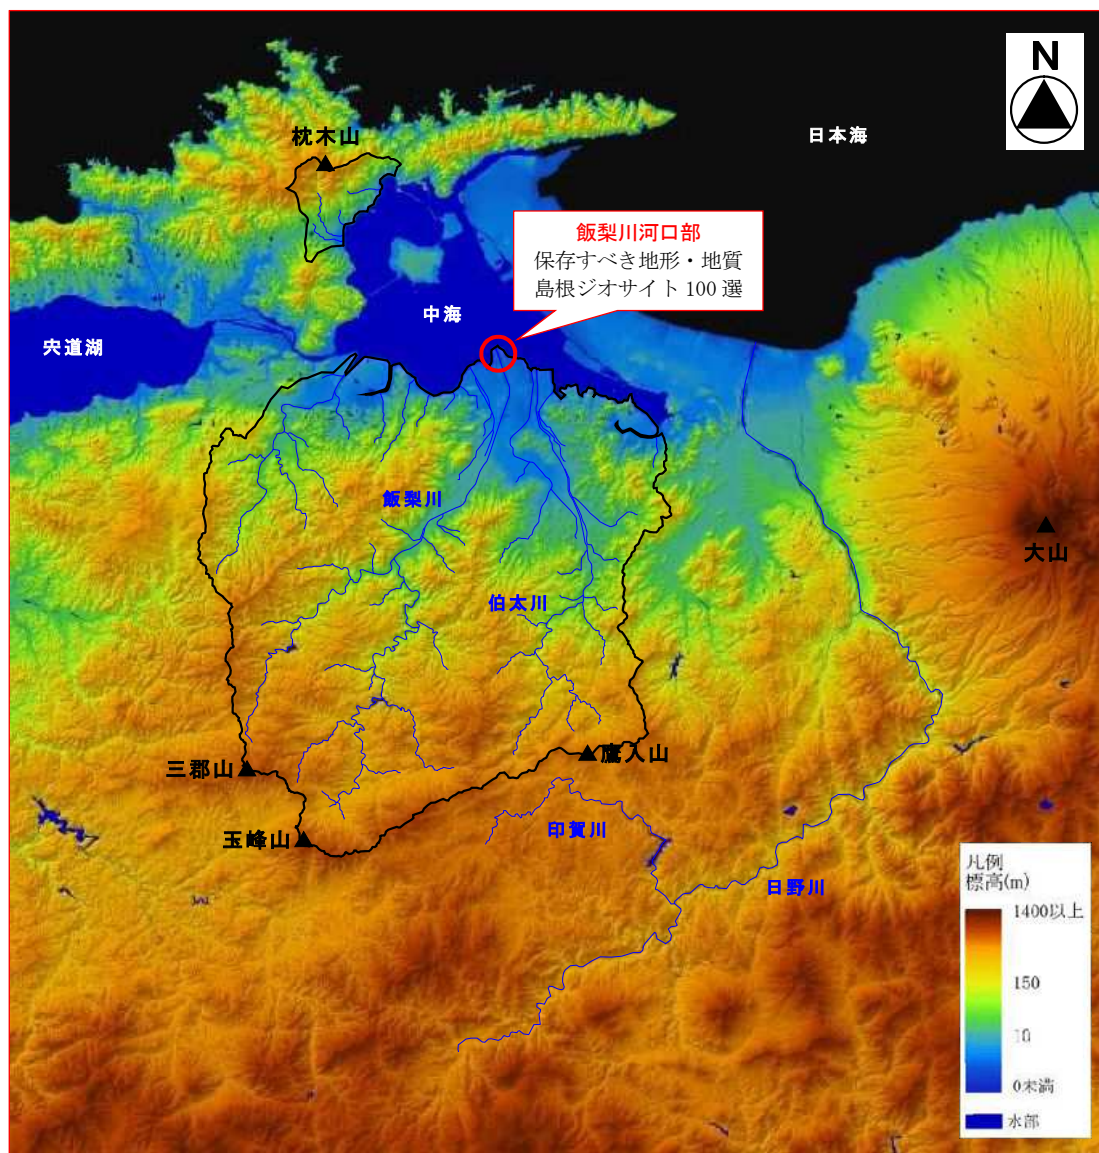 N
枕木山
日本海
飯梨川河口部
保存すべき地形・地質
島根ジオサイト 100 選
中海
宍道湖
飯梨川
大山
伯太川
三郡山
鷹入山
玉峰山
印賀川
日野川
凡例
標高(m)
1400以上
150
10
0未満
水部